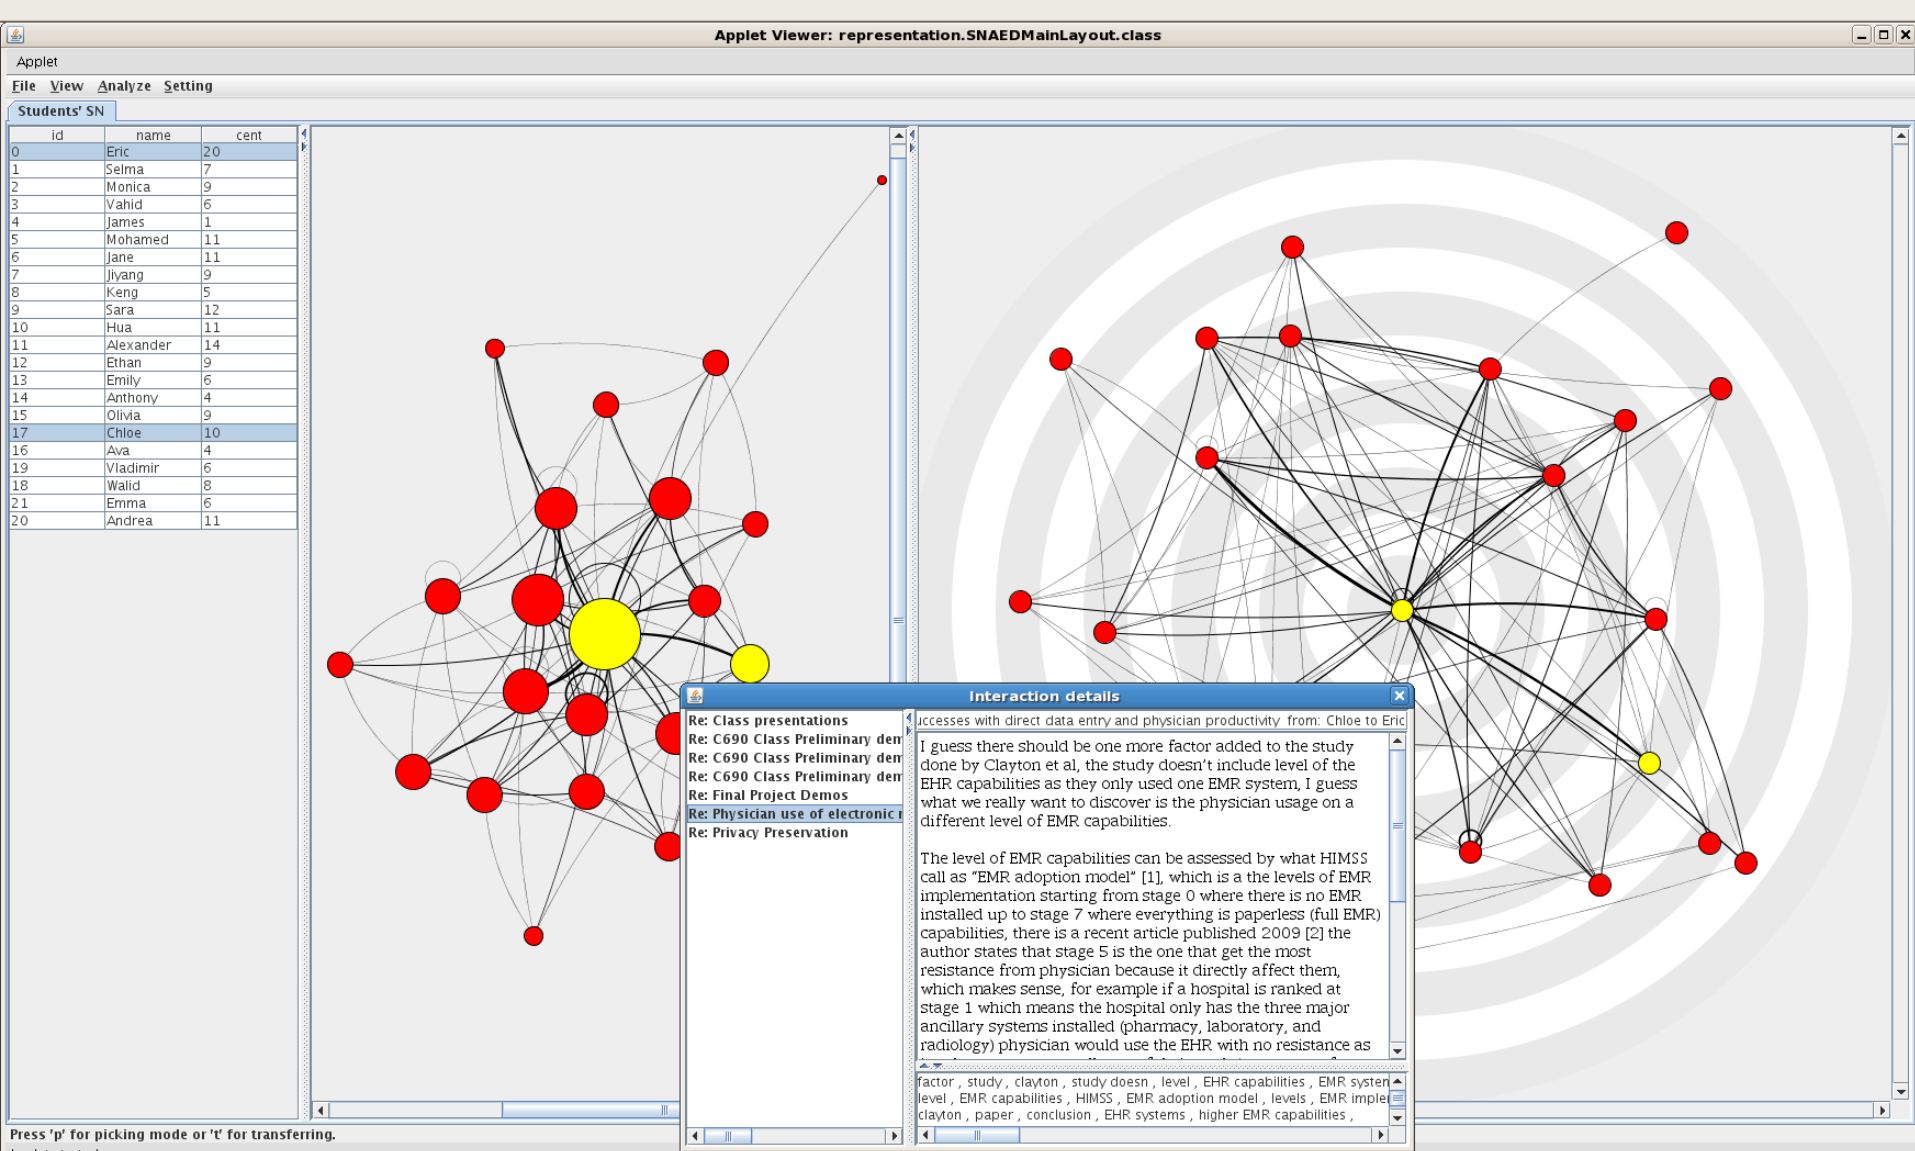 Applet Viewer: representation.SNAEDMainLayout.class
Applet
File View Analyze Setting
Students' SN
id name cent
0 Eric 20
1 Selma 7
2 Monica 9
3 Vahid 6
4 James 1
5 Mohamed 11
6 Jane 11
7 Jiyang 9
8 Keng 5
9 Sara 12
10 Hua 11
11 Alexander 14
12 Ethan 9
13 Emily 6
14 Anthony 4
15 Olivia 9
17 Chloe 10
16 Ava 4
19 Vladimir 6
18 Walid 8
21 Emma 6
20 Andrea 11
Interaction details
Re: Class presentations
Re: C690 Class Preliminary den
Re: C690 Class Preliminary den
Re: C690 Class Preliminary den
Re: Final Project Demos
Re: Physician use of electronic r
Re: Privacy Preservation
uccesses with direct data entry and physician productivity from: Chloe to Eric
I guess there should be one more factor added to the study
done by Clayton et al, the study doesn't include level of the
EHR capabilities as they only used one EMR system, I guess
what we really want to discover is the physician usage on a
different level of EMR capabilities.
The level of EMR capabilities can be assessed by what HIMSS
call as "EMR adoption model" [1], which is a the levels of EMR
implementation starting from stage 0 where there is no EMR
installed up to stage 7 where everything is paperless (full EMR)
capabilities, there is a recent article published 2009 [2] the
author states that stage 5 is the one that get the most
resistance from physician because it directly affect them,
which makes sense, for example if a hospital is ranked at
stage 1 which means the hospital only has the three major
ancillary systems installed (pharmacy, laboratory, and
radiology) physician would use the EHR with no resistance as
factor , study , clayton , study doesn , level , EHR capabilities , EMR system
level , EMR capabilities , HIMSS , EMR adoption model , levels , EMR imple
clayton , paper , conclusion , EHR systems , higher EMR capabilities ,
Press 'p' for picking mode or 't' for transferring.